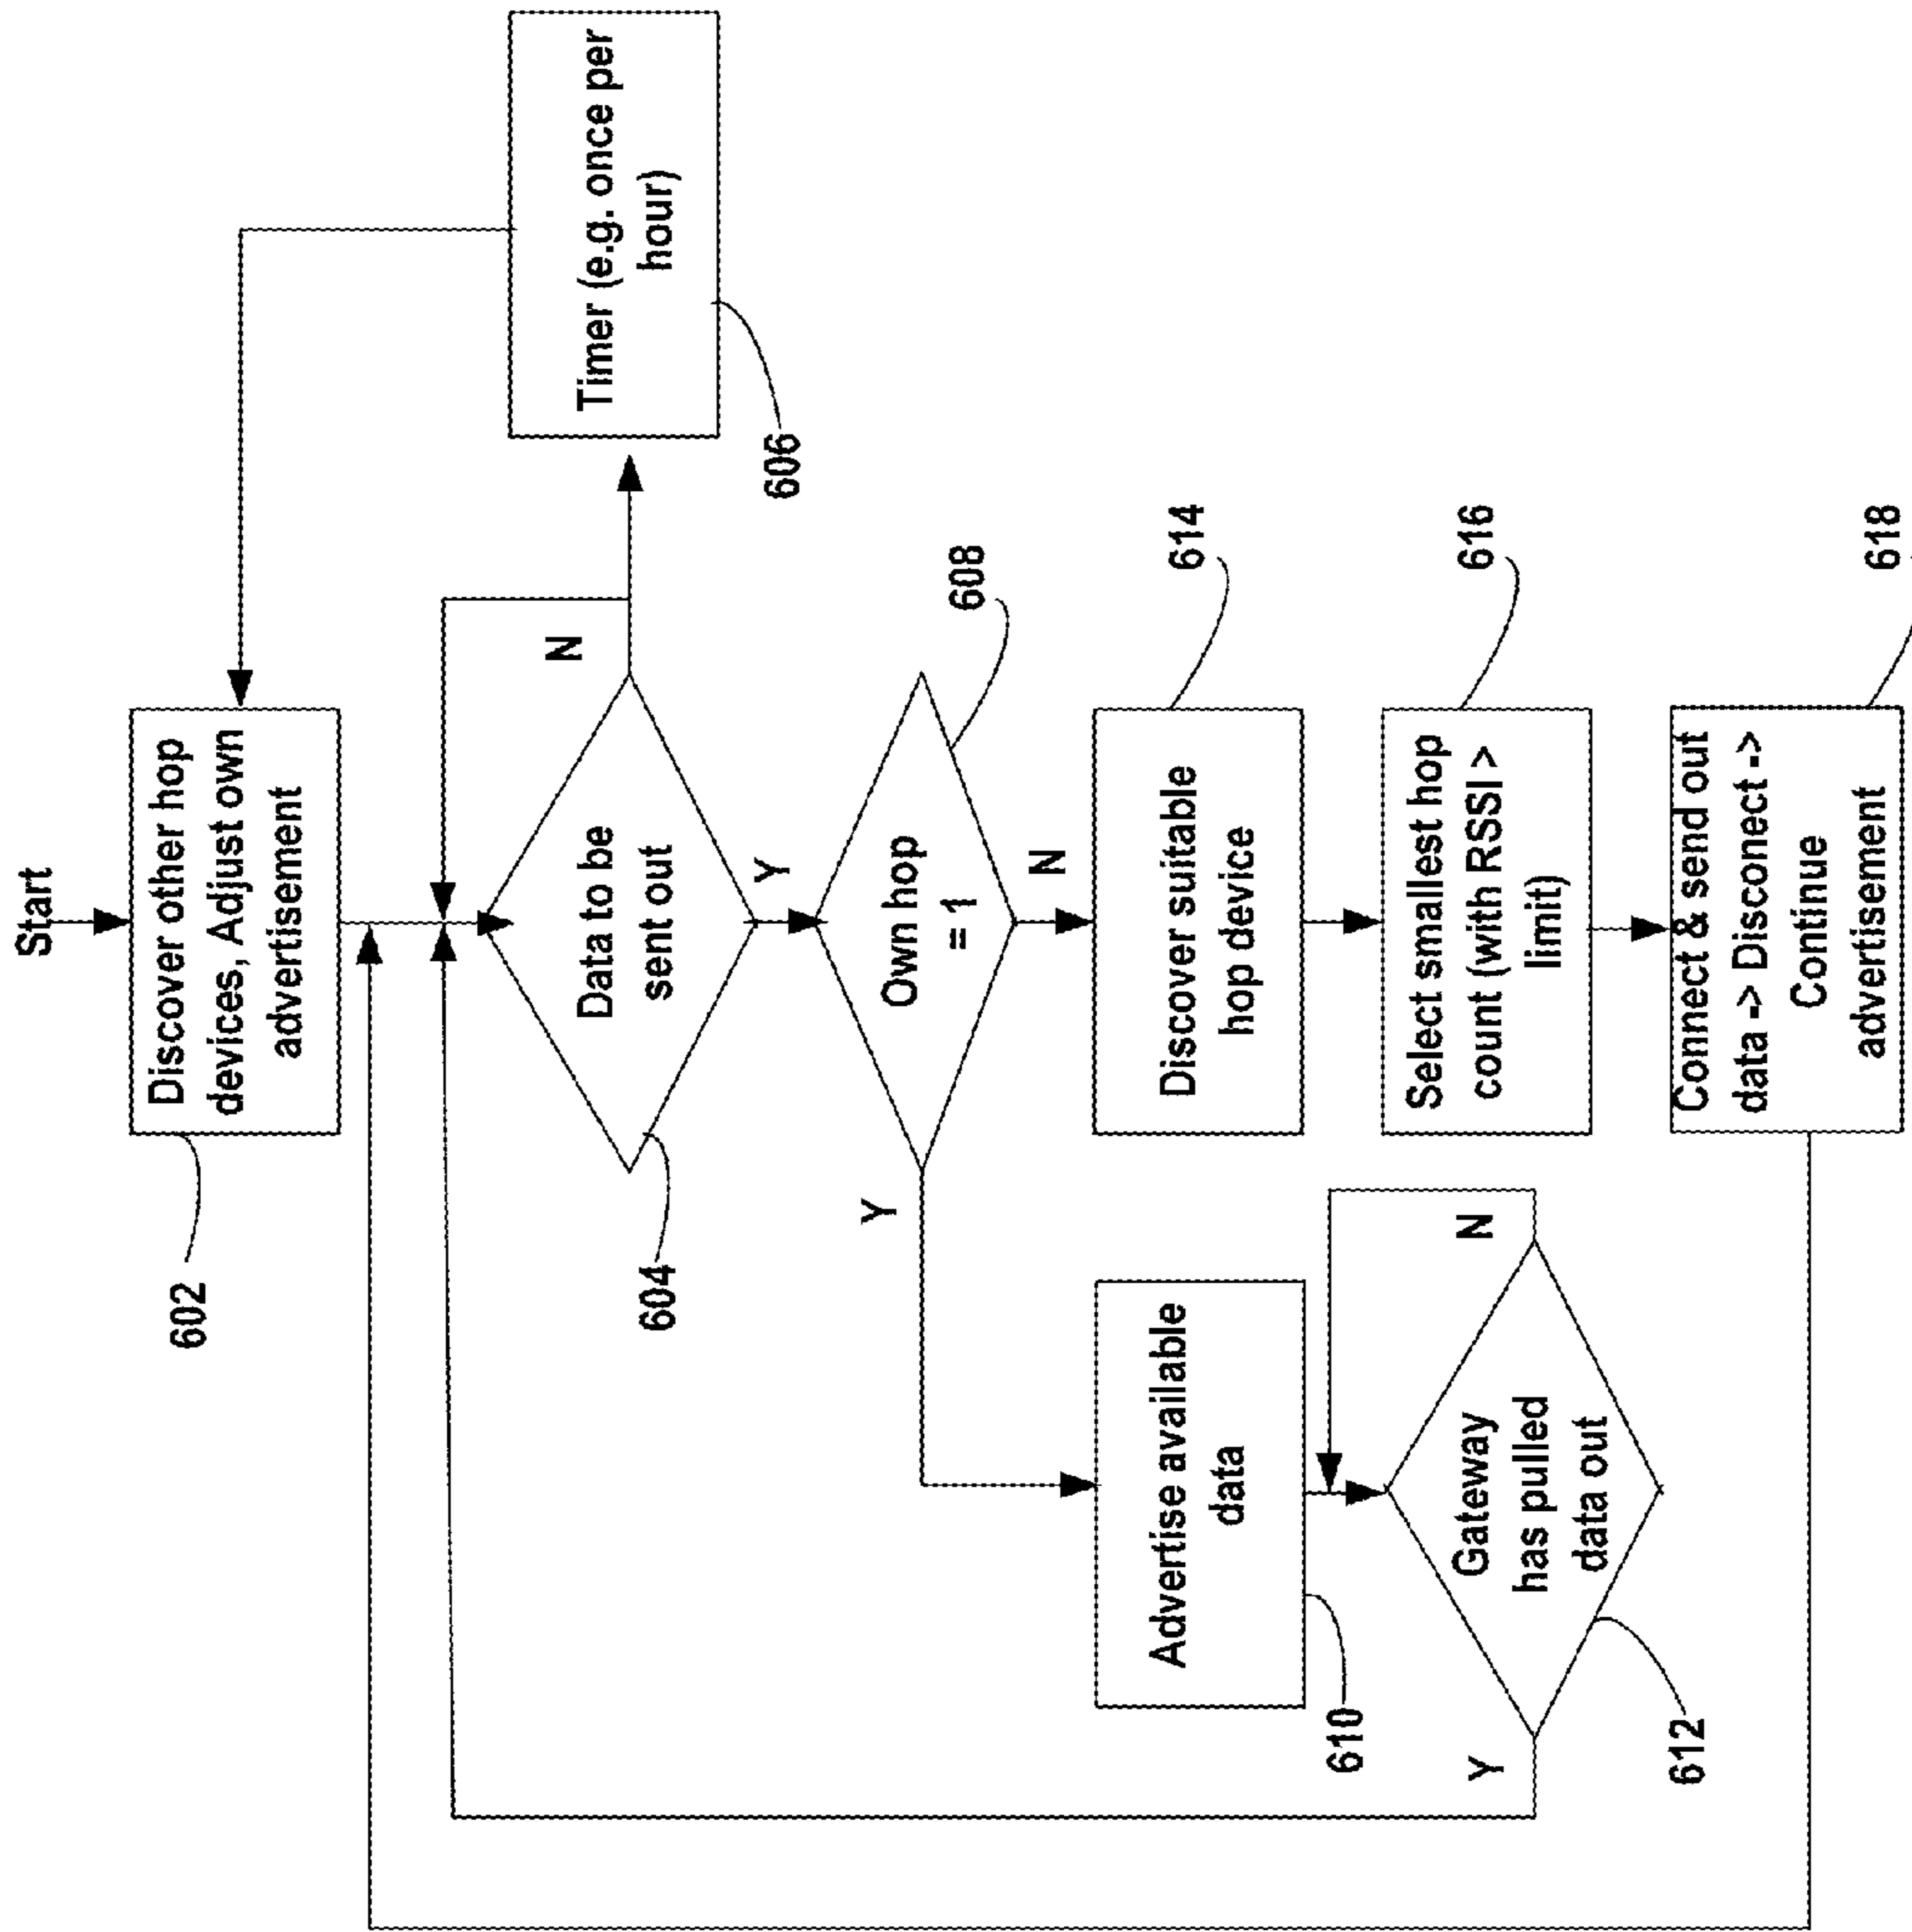 Start
Discover other hop
devices, Adjust own
advertisement
602
Data to be
sent out
604
N
Y
Timer (e.g. once per
hour)
606
Own hop
= 1
608
Y
N
Advertise available
data
610
Gateway
has pulled
data out
612
N
Y
Discover suitable
hop device
614
Select smallest hop
count (with RSSI >
limit)
616
Connect & send out
data -> Disconect ->
Continue
advertisement
618